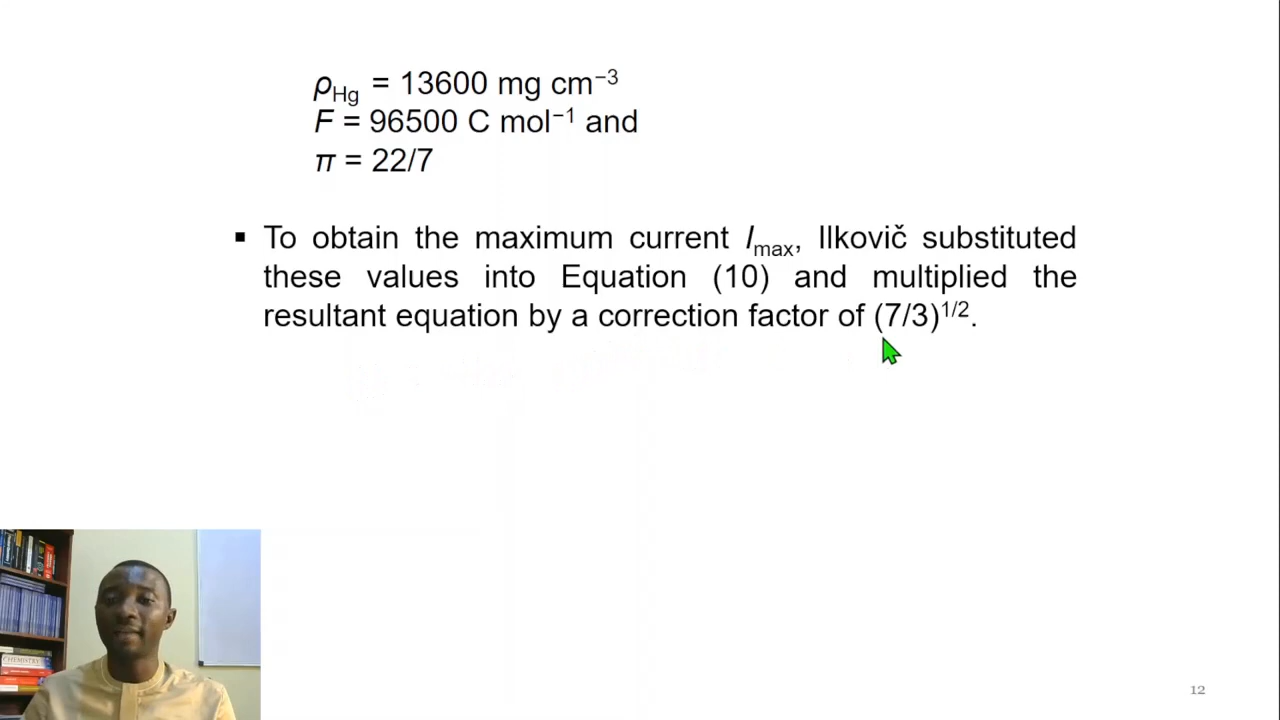 ρHg = 13600 mg cm⁻³
F = 96500 C mol⁻¹ and
π = 22/7
▪ To obtain the maximum current Imax, Ilkovič substituted
these values into Equation (10) and multiplied the
resultant equation by a correction factor of (7/3)¹/².
CHEMISTRY
12